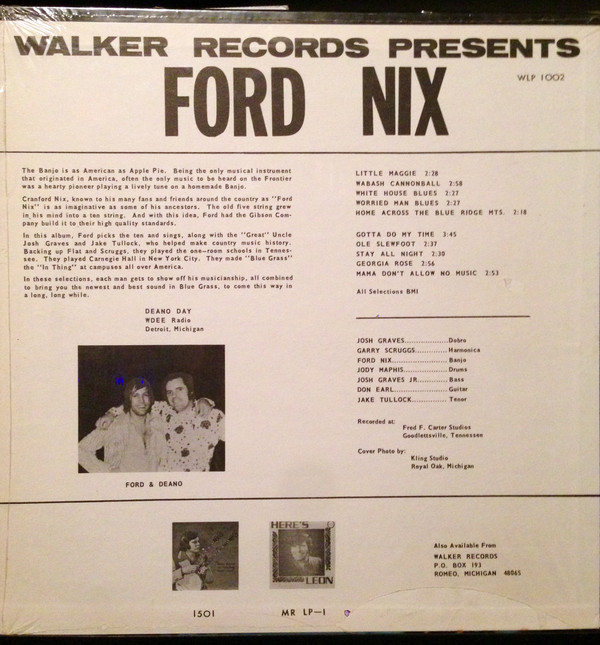 WALKER RECORDS PRESENTS
FORD NIX
WLP 1002
The Banjo is as American as Apple Pie. Being the only musical instrument
that originated in America, often the only music to be heard on the Frontier
was a hearty pioneer playing a lively tune on a homemade Banjo.
Cranford Nix, known to his many fans and friends around the country as "Ford
Nix" is as imaginative as some of his ancestors. The old five string grew
in his mind into a ten string. And with this idea, Ford had the Gibson Com-
pany build it to their high quality standards.
In this album, Ford picks the ten and sings, along with the "Great" Uncle
Josh Graves and Jake Tullock, who helped make country music history.
Backing up Flat and Scruggs, they played the one-room schools in Tennes-
see. They played Carnegie Hall in New York City. They made "Blue Grass"
the "In Thing" at campuses all over America.
In these selections, each man gets to show off his musicianship, all combined
to bring you the newest and best sound in Blue Grass, to come this way in
a long, long while.
DEANO DAY
WDEE Radio
Detroit, Michigan
FORD & DEANO
LITTLE MAGGIE 2:28
WABASH CANNONBALL 2:58
WHITE HOUSE BLUES 2:27
WORRIED MAN BLUES 2:27
HOME ACROSS THE BLUE RIDGE MTS. 2:18
GOTTA DO MY TIME 3:45
OLE SLEWFOOT 2:37
STAY ALL NIGHT 2:30
GEORGIA ROSE 2:56
MAMA DON'T ALLOW NO MUSIC 2:53
All Selections BMI
JOSH GRAVES..............Dobro
GARRY SCRUGGS............Harmonica
FORD NIX.................Banjo
JODY MAPHIS..............Drums
JOSH GRAVES JR...........Bass
DON EARL.................Guitar
JAKE TULLOCK.............Tenor
Recorded at:
Fred F. Carter Studios
Goodlettsville, Tennessee
Cover Photo by:
Kling Studio
Royal Oak, Michigan
HERE'S
LEON
1501
MR LP-1
Also Available From
WALKER RECORDS
P.O. BOX 193
ROMEO, MICHIGAN 48065